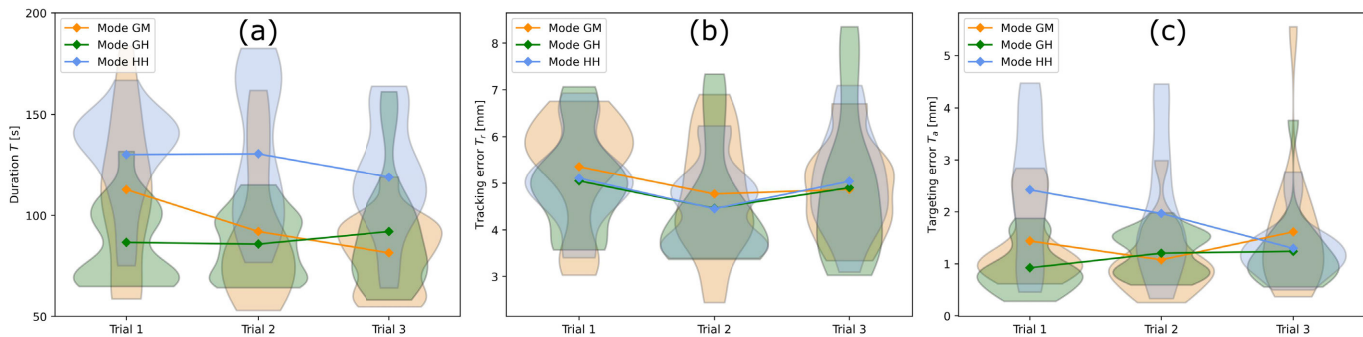 (a)
Mode GM
Mode GH
Mode HH
Duration T [s]
200
150
100
50
Trial 1
Trial 2
Trial 3
(b)
Mode GM
Mode GH
Mode HH
Tracking error Tr [mm]
8
7
6
5
4
3
Trial 1
Trial 2
Trial 3
(c)
Mode GM
Mode GH
Mode HH
Targeting error Ta [mm]
5
4
3
2
1
0
Trial 1
Trial 2
Trial 3